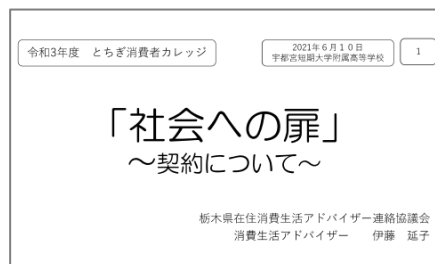 令和3年度　とちぎ消費者カレッジ
2021年6月10日
宇都宮短期大学附属高等学校
1
「社会への扉」
～契約について～
栃木県在住消費生活アドバイザー連絡協議会
消費生活アドバイザー　　伊藤　延子